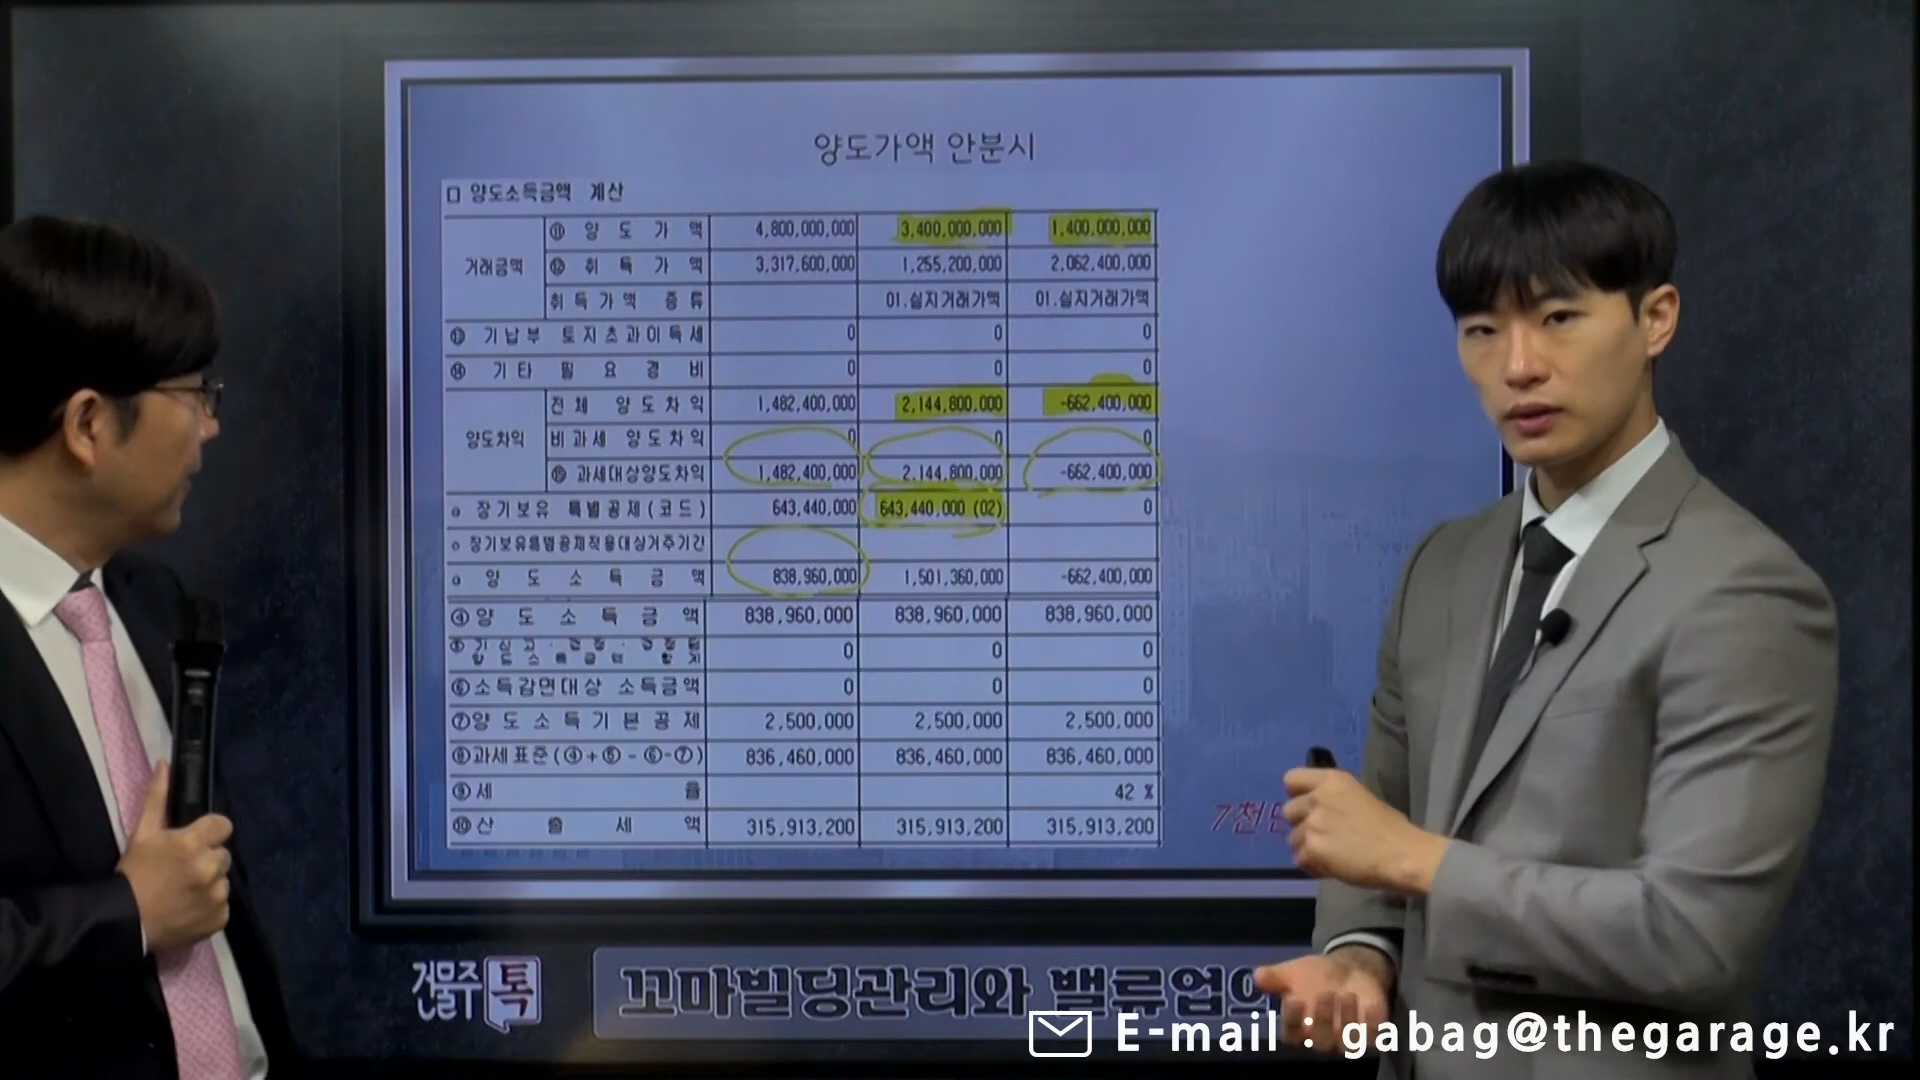 양도가액 안분시
□ 양도소득금액 계산
거래금액 ⑪ 양 도 가 액 4,800,000,000 3,400,000,000 1,400,000,000
⑫ 취 득 가 액 3,317,600,000 1,255,200,000 2,062,400,000
취 득 가 액 종 류 01.실지거래가액 01.실지거래가액
⑬ 기 납 부 토 지 초 과 이 득 세 0 0 0
⑭ 기 타 필 요 경 비 0 0 0
양도차익 전 체 양 도 차 익 1,482,400,000 2,144,800,000 -662,400,000
비 과 세 양 도 차 익 0 0 0
⑮ 과세대상양도차익 1,482,400,000 2,144,800,000 -662,400,000
o 장 기 보 유 특 별 공 제 ( 코 드 ) 643,440,000 643,440,000 (02) 0
o 장기보유특별공제적용대상거주기간
o 양 도 소 득 금 액 838,960,000 1,501,360,000 -662,400,000
④ 양 도 소 득 금 액 838,960,000 838,960,000 838,960,000
0 0 0
⑥ 소 득 감 면 대 상 소 득 금 액 0 0 0
⑦ 양 도 소 득 기 본 공 제 2,500,000 2,500,000 2,500,000
⑧ 과 세 표 준 ( ④ + ⑤ - ⑥ - ⑦ ) 836,460,000 836,460,000 836,460,000
⑨ 세 율 42 %
⑩ 산 출 세 액 315,913,200 315,913,200 315,913,200
7천
톡
꼬마빌딩관리와 밸류업의
E-mail : gabag@thegarage.kr